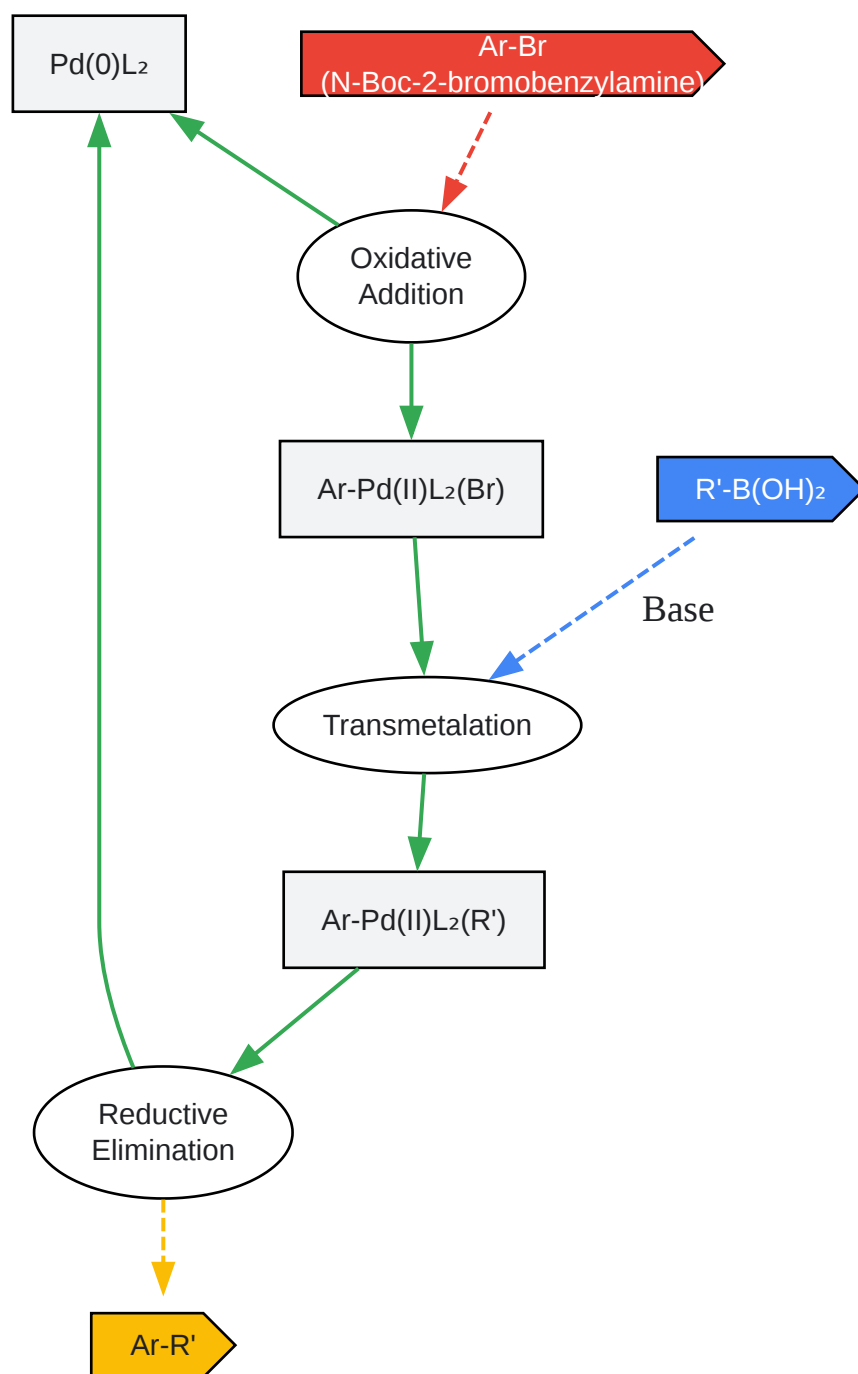 Pd(0)L₂
Ar-Br
(N-Boc-2-bromobenzylamine)
Oxidative
Addition
Ar-Pd(II)L₂(Br)
R'-B(OH)₂
Base
Transmetalation
Ar-Pd(II)L₂(R')
Reductive
Elimination
Ar-R'